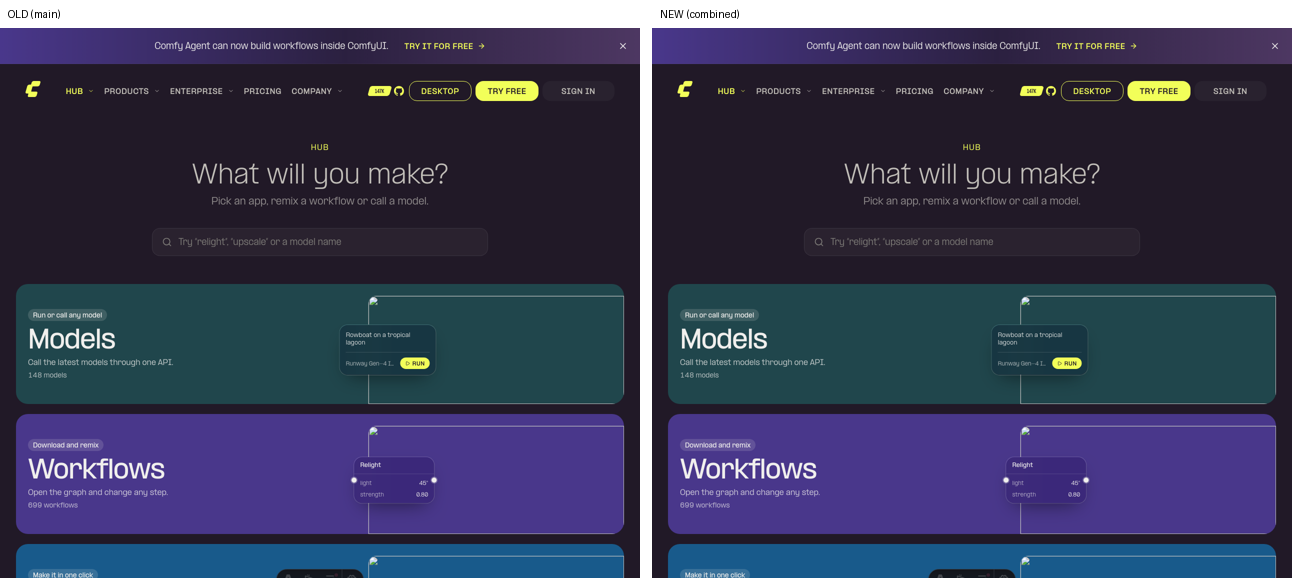 OLD (main)
Comfy Agent can now build workflows inside ComfyUI. TRY IT FOR FREE → ×
HUB PRODUCTS ENTERPRISE PRICING COMPANY 147K DESKTOP TRY FREE SIGN IN
HUB
What will you make?
Pick an app, remix a workflow or call a model.
Try "relight", "upscale" or a model name
Run or call any model
Models
Call the latest models through one API.
148 models
Rowboat on a tropical
lagoon
Runway Gen-4 I... RUN
Download and remix
Workflows
Open the graph and change any step.
699 workflows
Relight
light 45°
strength 0.80
Make it in one click
NEW (combined)
Comfy Agent can now build workflows inside ComfyUI. TRY IT FOR FREE → ×
HUB PRODUCTS ENTERPRISE PRICING COMPANY 147K DESKTOP TRY FREE SIGN IN
HUB
What will you make?
Pick an app, remix a workflow or call a model.
Try "relight", "upscale" or a model name
Run or call any model
Models
Call the latest models through one API.
148 models
Rowboat on a tropical
lagoon
Runway Gen-4 I... RUN
Download and remix
Workflows
Open the graph and change any step.
699 workflows
Relight
light 45°
strength 0.80
Make it in one click